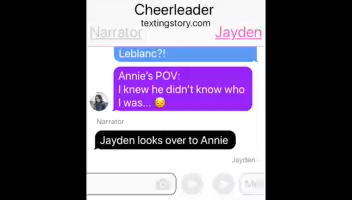 Cheerleader
textingstory.com
Narrator Jayden
Leblanc?!
Annie's POV:
I knew he didn't know who
I was... 😔
Narrator
Jayden looks over to Annie
Jayden